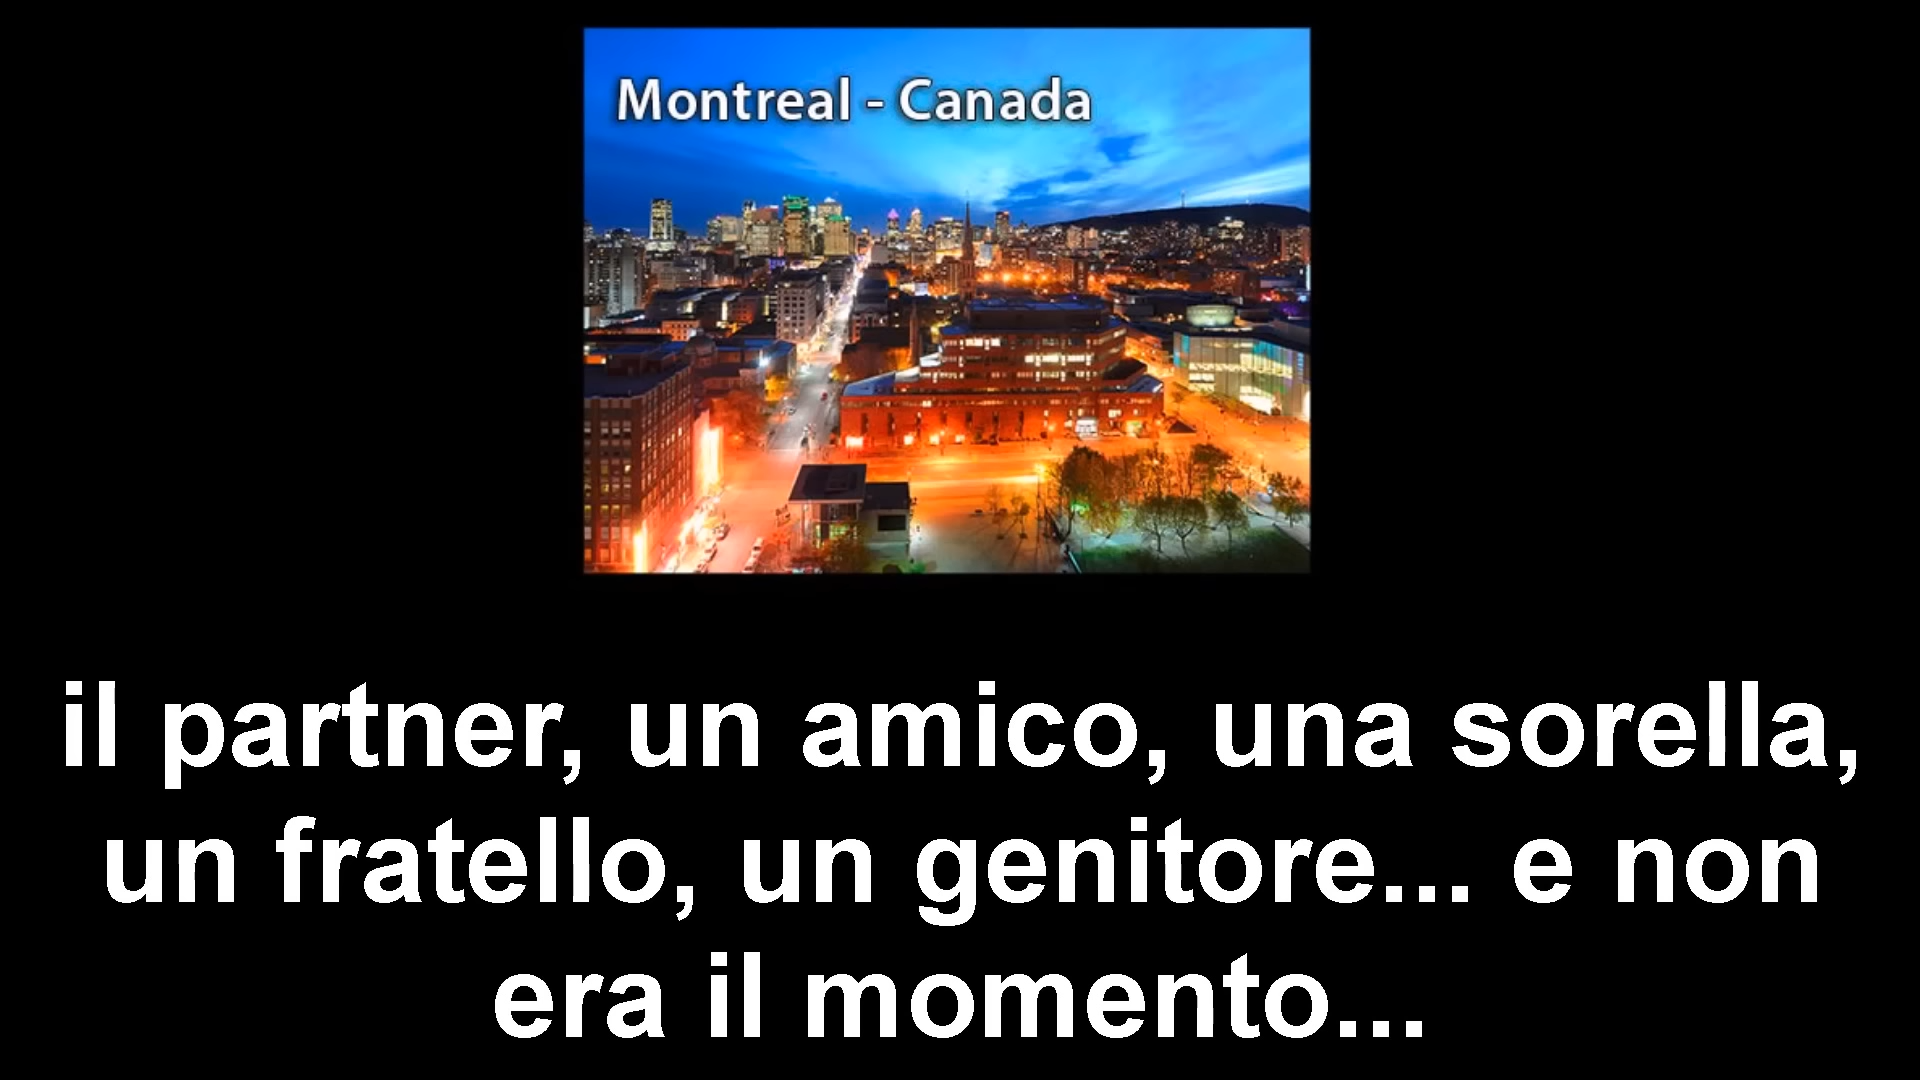 Montreal - Canada
il partner, un amico, una sorella,
un fratello, un genitore... e non
era il momento...